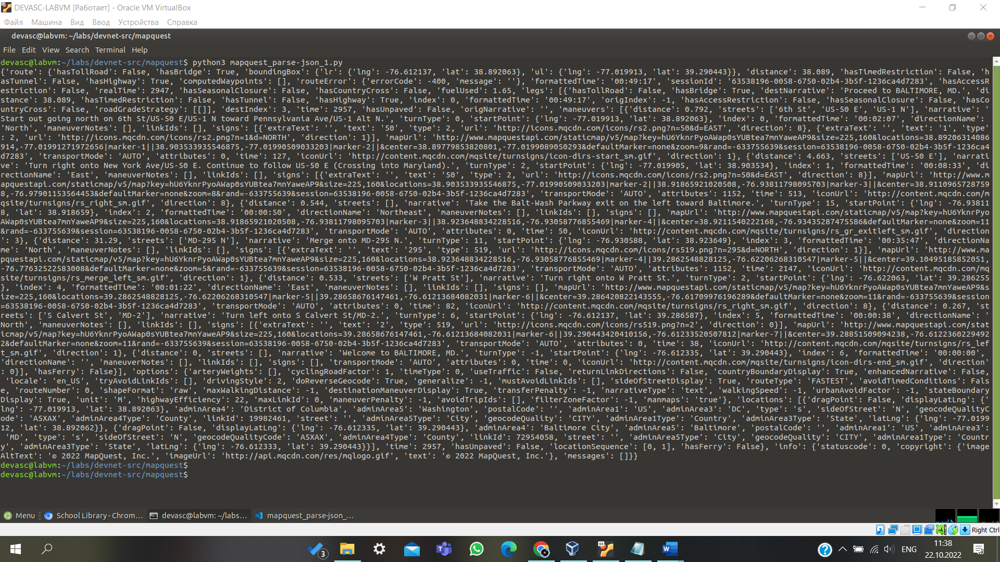 DEVASC-LABVM [Работает] - Oracle VM VirtualBox
Файл Машина Вид Ввод Устройства Справка
devasc@labvm: ~/labs/devnet-src/mapquest
File Edit View Search Terminal Help
devasc@labvm:~/labs/devnet-src/mapquest$ python3 mapquest_parse-json_1.py
{'route': {'hasTollRoad': False, 'hasBridge': True, 'boundingBox': {'lr': {'lng': -76.612137, 'lat': 38.892063}, 'ul': {'lng': -77.019913, 'lat': 39.290443}}, 'distance': 38.089, 'hasTimedRestriction': False, 'h
asTunnel': False, 'hasHighway': True, 'computedWaypoints': [], 'routeError': {'errorCode': -400, 'message': ''}, 'formattedTime': '00:49:17', 'sessionId': '63538196-0058-6750-02b4-3b5f-1236ca4d7283', 'hasAccessR
estriction': False, 'realTime': 2947, 'hasSeasonalClosure': False, 'hasCountryCross': False, 'fuelUsed': 1.65, 'legs': [{'hasTollRoad': False, 'hasBridge': True, 'destNarrative': 'Proceed to BALTIMORE, MD.', 'di
stance': 38.089, 'hasTimedRestriction': False, 'hasTunnel': False, 'hasHighway': True, 'index': 0, 'formattedTime': '00:49:17', 'origIndex': -1, 'hasAccessRestriction': False, 'hasSeasonalClosure': False, 'hasCo
untryCross': False, 'roadGradeStrategy': [[]], 'destIndex': 3, 'time': 2957, 'hasUnpaved': False, 'origNarrative': '', 'maneuvers': [{'distance': 0.792, 'streets': ['6th St', 'US-50 E', 'US-1 N'], 'narrative': '
Start out going north on 6th St/US-50 E/US-1 N toward Pennsylvania Ave/US-1 Alt N.', 'turnType': 0, 'startPoint': {'lng': -77.019913, 'lat': 38.892063}, 'index': 0, 'formattedTime': '00:02:07', 'directionName':
'North', 'maneuverNotes': [], 'linkIds': [], 'signs': [{'extraText': '', 'text': '50', 'type': 2, 'url': 'http://icons.mqcdn.com/icons/rs2.png?n=50&d=EAST', 'direction': 8}, {'extraText': '', 'text': '1', 'type'
: 2, 'url': 'http://icons.mqcdn.com/icons/rs2.png?n=1&d=NORTH', 'direction': 1}], 'mapUrl': 'http://www.mapquestapi.com/staticmap/v5/map?key=hU6YknrPyoAWap0sYUBtea7mnYaweAP9&size=225,160&locations=38.89206314086
914,-77.01991271972656|marker-1||38.903533935546875,-77.01990509033203|marker-2||&center=38.89779853820801,-77.0199089050293&defaultMarker=none&zoom=9&rand=-633755639&session=63538196-0058-6750-02b4-3b5f-1236ca4
d7283', 'transportMode': 'AUTO', 'attributes': 0, 'time': 127, 'iconUrl': 'http://content.mqcdn.com/mqsite/turnsigns/icon-dirs-start_sm.gif', 'direction': 1}, {'distance': 4.663, 'streets': ['US-50 E'], 'narrati
ve': 'Turn right onto New York Ave/US-50 E. Continue to follow US-50 E (Crossing into Maryland).', 'turnType': 2, 'startPoint': {'lng': -77.019905, 'lat': 38.903534}, 'index': 1, 'formattedTime': '00:08:33', 'di
rectionName': 'East', 'maneuverNotes': [], 'linkIds': [], 'signs': [{'extraText': '', 'text': '50', 'type': 2, 'url': 'http://icons.mqcdn.com/icons/rs2.png?n=50&d=EAST', 'direction': 8}], 'mapUrl': 'http://www.m
apquestapi.com/staticmap/v5/map?key=hU6YknrPyoAWap0sYUBtea7mnYaweAP9&size=225,160&locations=38.903533935546875,-77.01990509033203|marker-2||38.91865921020508,-76.93811798095703|marker-3||&center=38.9110965728759
8,-76.97901153564453&defaultMarker=none&zoom=8&rand=-633755639&session=63538196-0058-6750-02b4-3b5f-1236ca4d7283', 'transportMode': 'AUTO', 'attributes': 1152, 'time': 513, 'iconUrl': 'http://content.mqcdn.com/m
qsite/turnsigns/rs_right_sm.gif', 'direction': 8}, {'distance': 0.544, 'streets': [], 'narrative': 'Take the Balt-Wash Parkway exit on the left toward Baltimore.', 'turnType': 15, 'startPoint': {'lng': -76.93811
8, 'lat': 38.918659}, 'index': 2, 'formattedTime': '00:00:50', 'directionName': 'Northeast', 'maneuverNotes': [], 'linkIds': [], 'signs': [], 'mapUrl': 'http://www.mapquestapi.com/staticmap/v5/map?key=hU6YknrPyo
AWap0sYUBtea7mnYaweAP9&size=225,160&locations=38.91865921020508,-76.93811798095703|marker-3||38.923648834228516,-76.93058776855469|marker-4||&center=38.9211540222168,-76.93435287475586&defaultMarker=none&zoom=11
&rand=-633755639&session=63538196-0058-6750-02b4-3b5f-1236ca4d7283', 'transportMode': 'AUTO', 'attributes': 0, 'time': 50, 'iconUrl': 'http://content.mqcdn.com/mqsite/turnsigns/rs_gr_exitleft_sm.gif', 'direction
': 3}, {'distance': 31.29, 'streets': ['MD-295 N'], 'narrative': 'Merge onto MD-295 N.', 'turnType': 11, 'startPoint': {'lng': -76.930588, 'lat': 38.923649}, 'index': 3, 'formattedTime': '00:35:47', 'directionNa
me': 'North', 'maneuverNotes': [], 'linkIds': [], 'signs': [{'extraText': '', 'text': '295', 'type': 519, 'url': 'http://icons.mqcdn.com/icons/rs519.png?n=295&d=NORTH', 'direction': 1}], 'mapUrl': 'http://www.ma
pquestapi.com/staticmap/v5/map?key=hU6YknrPyoAWap0sYUBtea7mnYaweAP9&size=225,160&locations=38.923648834228516,-76.93058776855469|marker-4||39.2862548828125,-76.62206268310547|marker-5||&center=39.10495185852051,
-76.77632522583008&defaultMarker=none&zoom=5&rand=-633755639&session=63538196-0058-6750-02b4-3b5f-1236ca4d7283', 'transportMode': 'AUTO', 'attributes': 1152, 'time': 2147, 'iconUrl': 'http://content.mqcdn.com/mq
site/turnsigns/rs_merge_left_sm.gif', 'direction': 1}, {'distance': 0.533, 'streets': ['W Pratt St'], 'narrative': 'Turn right onto W Pratt St.', 'turnType': 2, 'startPoint': {'lng': -76.622063, 'lat': 39.286255
}, 'index': 4, 'formattedTime': '00:01:22', 'directionName': 'East', 'maneuverNotes': [], 'linkIds': [], 'signs': [], 'mapUrl': 'http://www.mapquestapi.com/staticmap/v5/map?key=hU6YknrPyoAWap0sYUBtea7mnYaweAP9&s
ize=225,160&locations=39.2862548828125,-76.62206268310547|marker-5||39.28658676147461,-76.61213684082031|marker-6||&center=39.286420822143555,-76.61709976196289&defaultMarker=none&zoom=11&rand=-633755639&session
=63538196-0058-6750-02b4-3b5f-1236ca4d7283', 'transportMode': 'AUTO', 'attributes': 0, 'time': 82, 'iconUrl': 'http://content.mqcdn.com/mqsite/turnsigns/rs_right_sm.gif', 'direction': 8}, {'distance': 0.267, 'st
reets': ['S Calvert St', 'MD-2'], 'narrative': 'Turn left onto S Calvert St/MD-2.', 'turnType': 6, 'startPoint': {'lng': -76.612137, 'lat': 39.286587}, 'index': 5, 'formattedTime': '00:00:38', 'directionName': '
North', 'maneuverNotes': [], 'linkIds': [], 'signs': [{'extraText': '', 'text': '2', 'type': 519, 'url': 'http://icons.mqcdn.com/icons/rs519.png?n=2', 'direction': 0}], 'mapUrl': 'http://www.mapquestapi.com/stat
icmap/v5/map?key=hU6YknrPyoAWap0sYUBtea7mnYaweAP9&size=225,160&locations=39.28658676147461,-76.61213684082031|marker-6||39.290443420410156,-76.61233520507812|marker-7||&center=39.28851509094238,-76.6122360229492
2&defaultMarker=none&zoom=11&rand=-633755639&session=63538196-0058-6750-02b4-3b5f-1236ca4d7283', 'transportMode': 'AUTO', 'attributes': 0, 'time': 38, 'iconUrl': 'http://content.mqcdn.com/mqsite/turnsigns/rs_lef
t_sm.gif', 'direction': 1}, {'distance': 0, 'streets': [], 'narrative': 'Welcome to BALTIMORE, MD.', 'turnType': -1, 'startPoint': {'lng': -76.612335, 'lat': 39.290443}, 'index': 6, 'formattedTime': '00:00:00',
'directionName': '', 'maneuverNotes': [], 'linkIds': [], 'signs': [], 'transportMode': 'AUTO', 'attributes': 0, 'time': 0, 'iconUrl': 'http://content.mqcdn.com/mqsite/turnsigns/icon-dirs-end_sm.gif', 'direction'
: 0}], 'hasFerry': False}], 'options': {'arteryWeights': [], 'cyclingRoadFactor': 1, 'timeType': 0, 'useTraffic': False, 'returnLinkDirections': False, 'countryBoundaryDisplay': True, 'enhancedNarrative': False,
'locale': 'en_US', 'tryAvoidLinkIds': [], 'drivingStyle': 2, 'doReverseGeocode': True, 'generalize': -1, 'mustAvoidLinkIds': [], 'sideOfStreetDisplay': True, 'routeType': 'FASTEST', 'avoidTimedConditions': Fals
e, 'routeNumber': 0, 'shapeFormat': 'raw', 'maxWalkingDistance': -1, 'destinationManeuverDisplay': True, 'transferPenalty': -1, 'narrativeType': 'text', 'walkingSpeed': -1, 'urbanAvoidFactor': -1, 'stateBoundary
Display': True, 'unit': 'M', 'highwayEfficiency': 22, 'maxLinkId': 0, 'maneuverPenalty': -1, 'avoidTripIds': [], 'filterZoneFactor': -1, 'manmaps': 'true'}, 'locations': [{'dragPoint': False, 'displayLatLng': {'
lng': -77.019913, 'lat': 38.892063}, 'adminArea4': 'District of Columbia', 'adminArea5': 'Washington', 'postalCode': '', 'adminArea1': 'US', 'adminArea3': 'DC', 'type': 's', 'sideOfStreet': 'N', 'geocodeQualityC
ode': 'A5XAX', 'adminArea4Type': 'County', 'linkId': 19982461, 'street': '', 'adminArea5Type': 'City', 'geocodeQuality': 'CITY', 'adminArea1Type': 'Country', 'adminArea3Type': 'State', 'latLng': {'lng': -77.0199
12, 'lat': 38.892062}}, {'dragPoint': False, 'displayLatLng': {'lng': -76.612335, 'lat': 39.290443}, 'adminArea4': 'Baltimore City', 'adminArea5': 'Baltimore', 'postalCode': '', 'adminArea1': 'US', 'adminArea3':
'MD', 'type': 's', 'sideOfStreet': 'N', 'geocodeQualityCode': 'A5XAX', 'adminArea4Type': 'County', 'linkId': 72954058, 'street': '', 'adminArea5Type': 'City', 'geocodeQuality': 'CITY', 'adminArea1Type': 'Countr
y', 'adminArea3Type': 'State', 'latLng': {'lng': -76.612333, 'lat': 39.290443}}], 'time': 2957, 'hasUnpaved': False, 'locationSequence': [0, 1], 'hasFerry': False}, 'info': {'statuscode': 0, 'copyright': {'image
AltText': '© 2022 MapQuest, Inc.', 'imageUrl': 'http://api.mqcdn.com/res/mqlogo.gif', 'text': '© 2022 MapQuest, Inc.'}, 'messages': []}}
devasc@labvm:~/labs/devnet-src/mapquest$
devasc@labvm:~/labs/devnet-src/mapquest$
Menu School Library - Chrom... devasc@labvm: ~/labs... mapquest_parse-json_...
Right Ctrl
3
64
ENG
11:38
22.10.2022